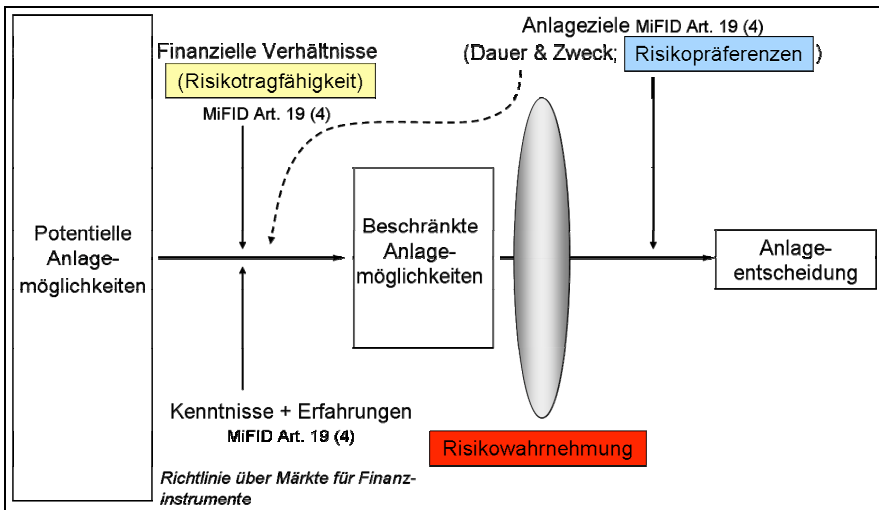 Potentielle
Anlage-
möglichkeiten
Finanzielle Verhältnisse
(Risikotragfähigkeit)
MiFID Art. 19 (4)
Kenntnisse + Erfahrungen
MiFID Art. 19 (4)
Richtlinie über Märkte für Finanz-
instrumente
Beschränkte
Anlage-
möglichkeiten
Anlageziele MiFID Art. 19 (4)
(Dauer & Zweck; Risikopräferenzen )
Risikowahrnehmung
Anlage-
entscheidung